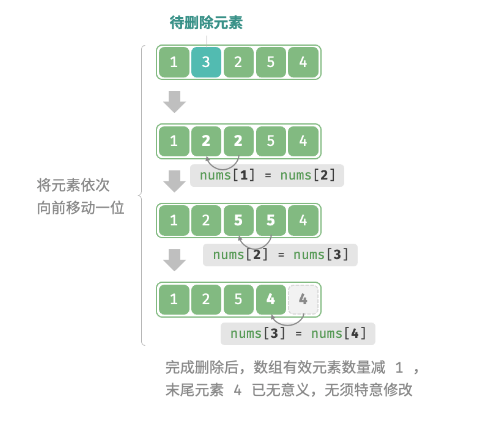 待删除元素
1 3 2 5 4
1 2 2 5 4
nums[1] = nums[2]
将元素依次
向前移动一位
1 2 5 5 4
nums[2] = nums[3]
1 2 5 4 4
nums[3] = nums[4]
完成删除后，数组有效元素数量减 1 ，
末尾元素 4 已无意义，无须特意修改